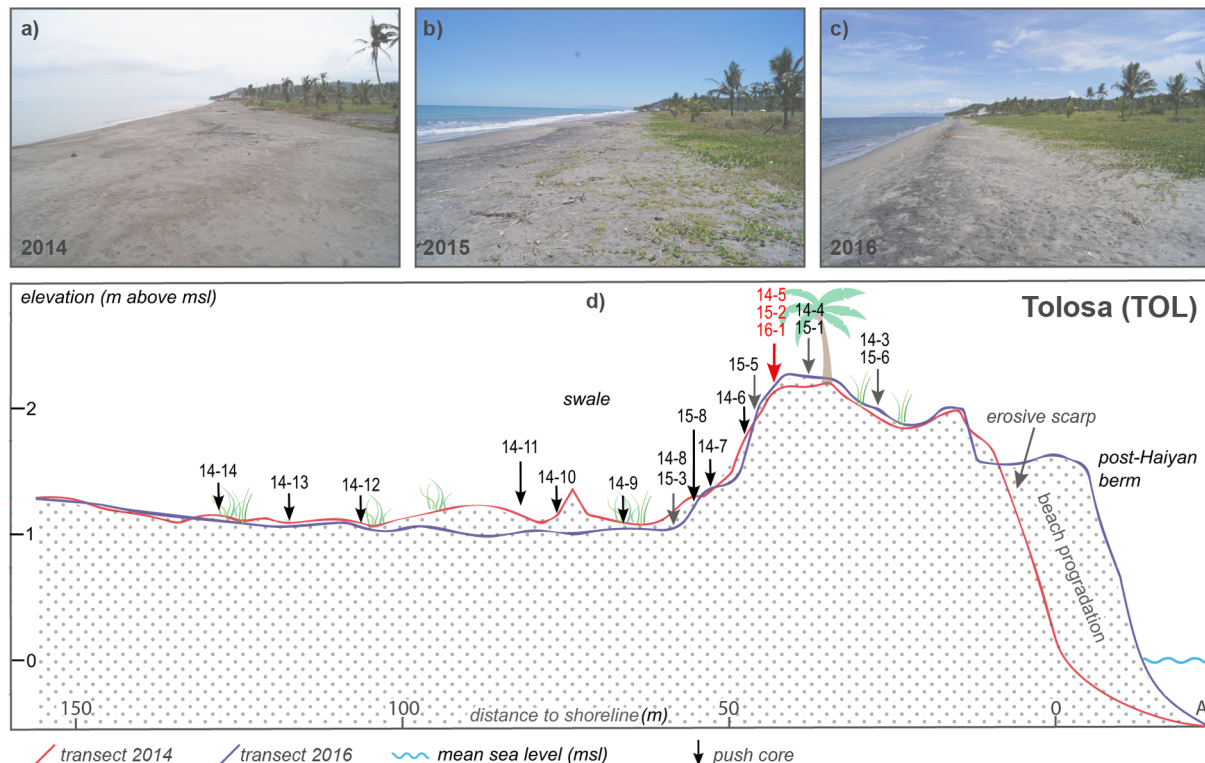 a)
2014
b)
2015
c)
2016
elevation (m above msl)
d)
Tolosa (TOL)
14-5
15-2
16-1
14-4
15-1
14-3
15-6
15-5
2
swale
14-6
15-8
erosive scarp
14-11
14-7
14-14
14-10
14-8
post-Haiyan
berm
14-13
14-12
14-9
15-3
1
beach progradation
0
150
100
distance to shoreline (m)
50
0
A
transect 2014
transect 2016
mean sea level (msl)
push core